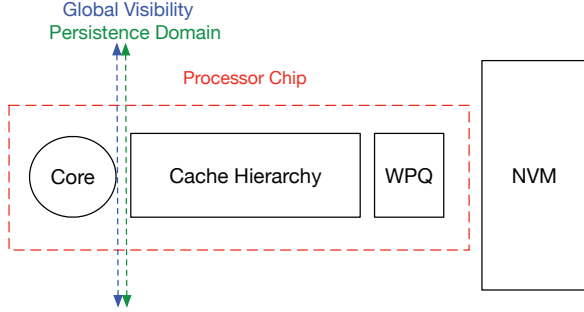 Global Visibility
Persistence Domain
Processor Chip
Core
Cache Hierarchy
WPQ
NVM